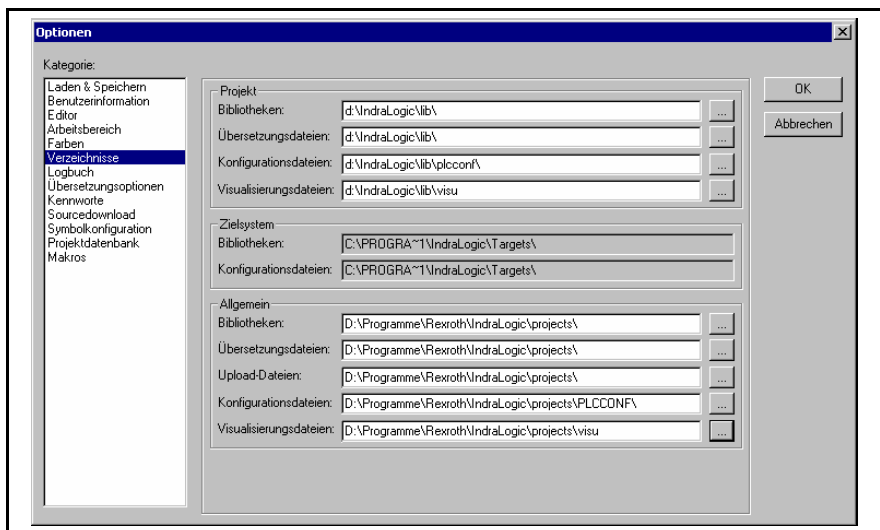 Optionen
Kategorie:
Laden & Speichern
Benutzerinformation
Editor
Arbeitsbereich
Farben
Verzeichnisse
Logbuch
Übersetzungsoptionen
Kennworte
Sourcedownload
Symbolkonfiguration
Projektdatenbank
Makros
Projekt
Bibliotheken: d:\IndraLogic\lib\ ...
Übersetzungsdateien: d:\IndraLogic\lib\ ...
Konfigurationsdateien: d:\IndraLogic\lib\plcconf\ ...
Visualisierungsdateien: d:\IndraLogic\lib\visu ...
Zielsystem
Bibliotheken: C:\PROGRA~1\IndraLogic\Targets\
Konfigurationsdateien: C:\PROGRA~1\IndraLogic\Targets\
Allgemein
Bibliotheken: D:\Programme\Rexroth\IndraLogic\projects\ ...
Übersetzungsdateien: D:\Programme\Rexroth\IndraLogic\projects\ ...
Upload-Dateien: D:\Programme\Rexroth\IndraLogic\projects\ ...
Konfigurationsdateien: D:\Programme\Rexroth\IndraLogic\projects\PLCCONF\ ...
Visualisierungsdateien: D:\Programme\Rexroth\IndraLogic\projects\visu ...
OK
Abbrechen